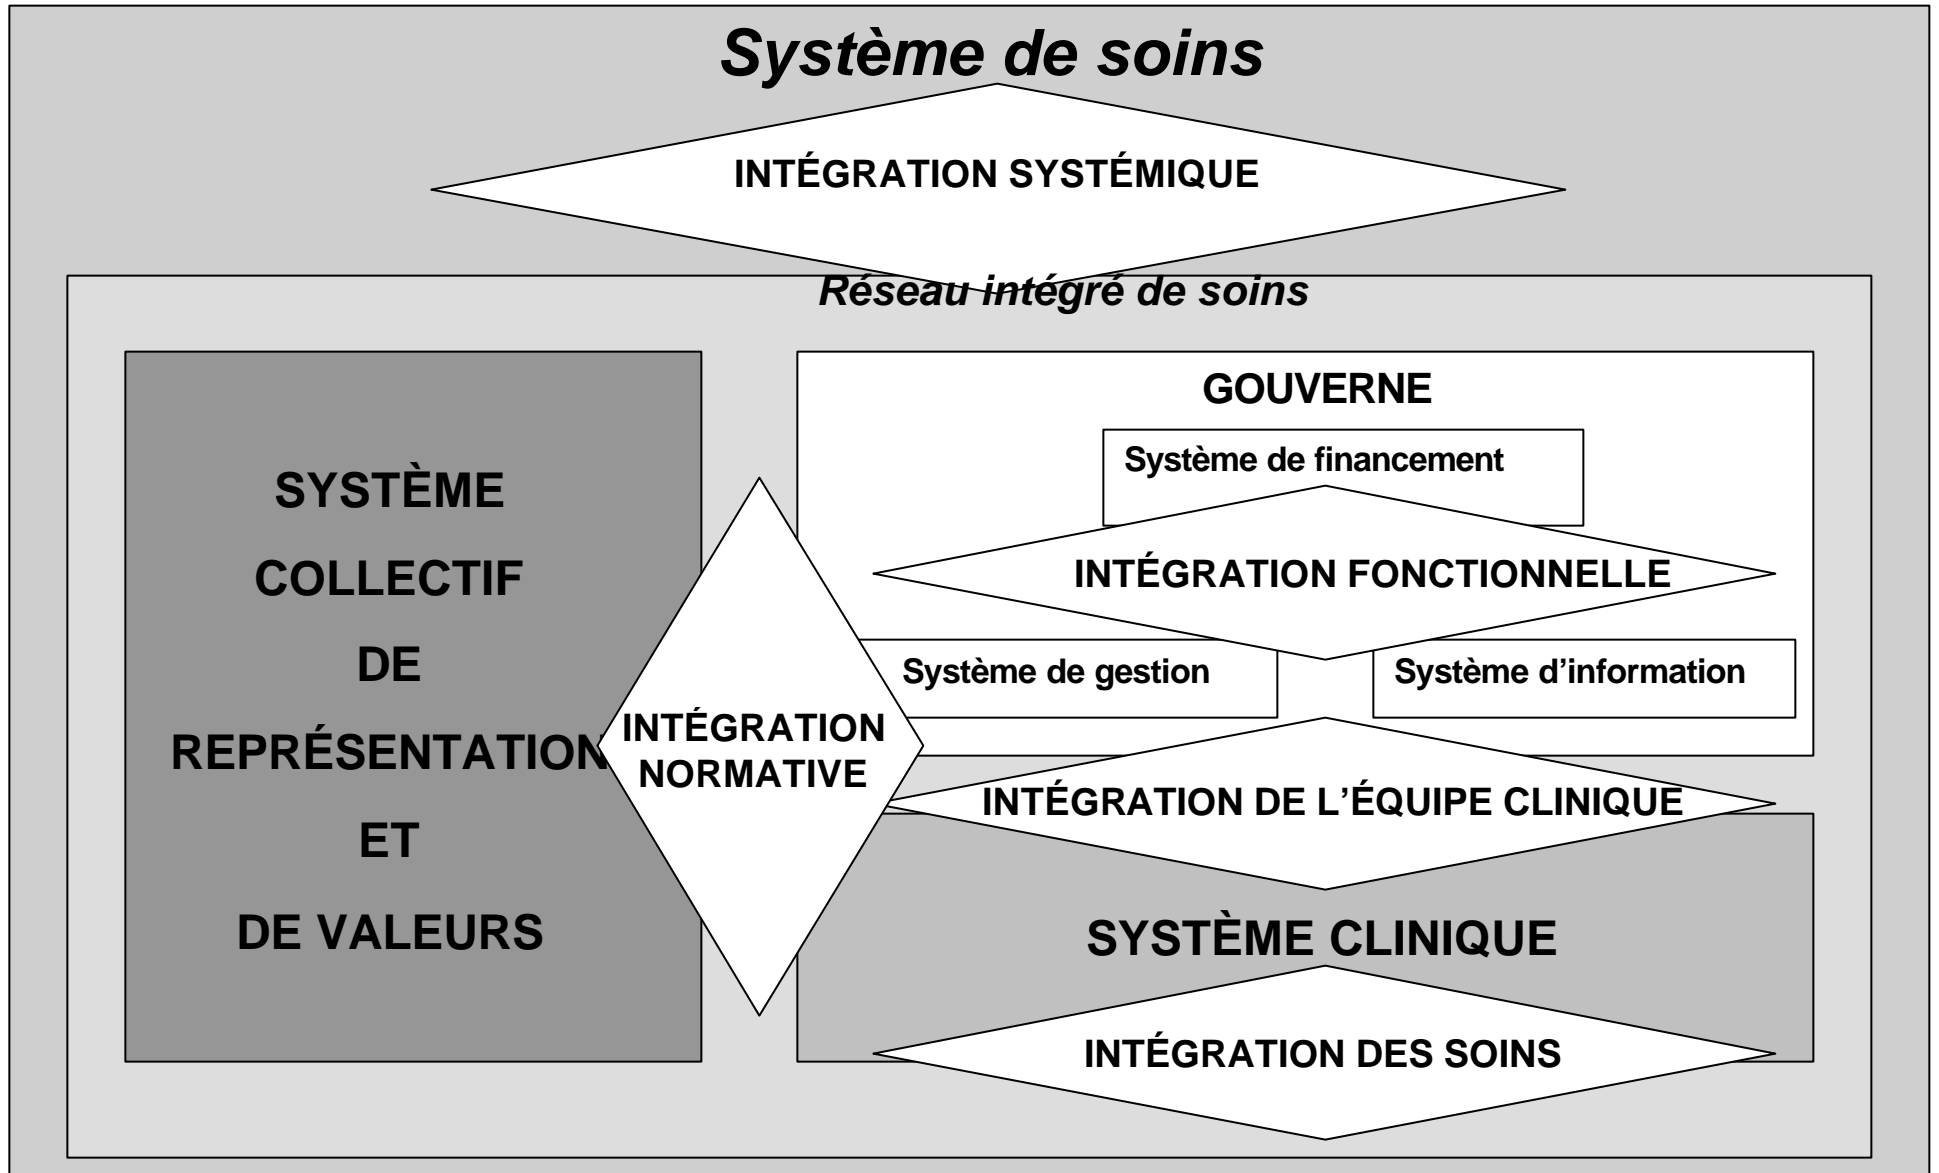 Système de soins
INTÉGRATION SYSTÉMIQUE
Réseau intégré de soins
SYSTÈME
COLLECTIF
DE
REPRÉSENTATION
ET
DE VALEURS
INTÉGRATION
NORMATIVE
GOUVERNE
Système de financement
INTÉGRATION FONCTIONNELLE
Système de gestion
Système d’information
INTÉGRATION DE L’ÉQUIPE CLINIQUE
SYSTÈME CLINIQUE
INTÉGRATION DES SOINS